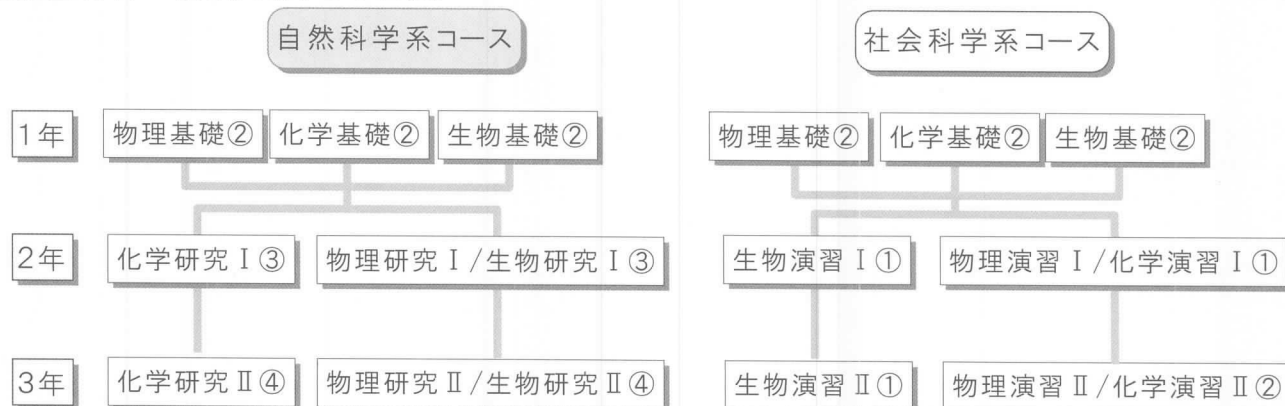 自然科学系コース 社会科学系コース
1年 物理基礎② 化学基礎② 生物基礎② 物理基礎② 化学基礎② 生物基礎②
2年 化学研究Ⅰ③ 物理研究Ⅰ/生物研究Ⅰ③ 生物演習Ⅰ① 物理演習Ⅰ/化学演習Ⅰ①
3年 化学研究Ⅱ④ 物理研究Ⅱ/生物研究Ⅱ④ 生物演習Ⅱ① 物理演習Ⅱ/化学演習Ⅱ②